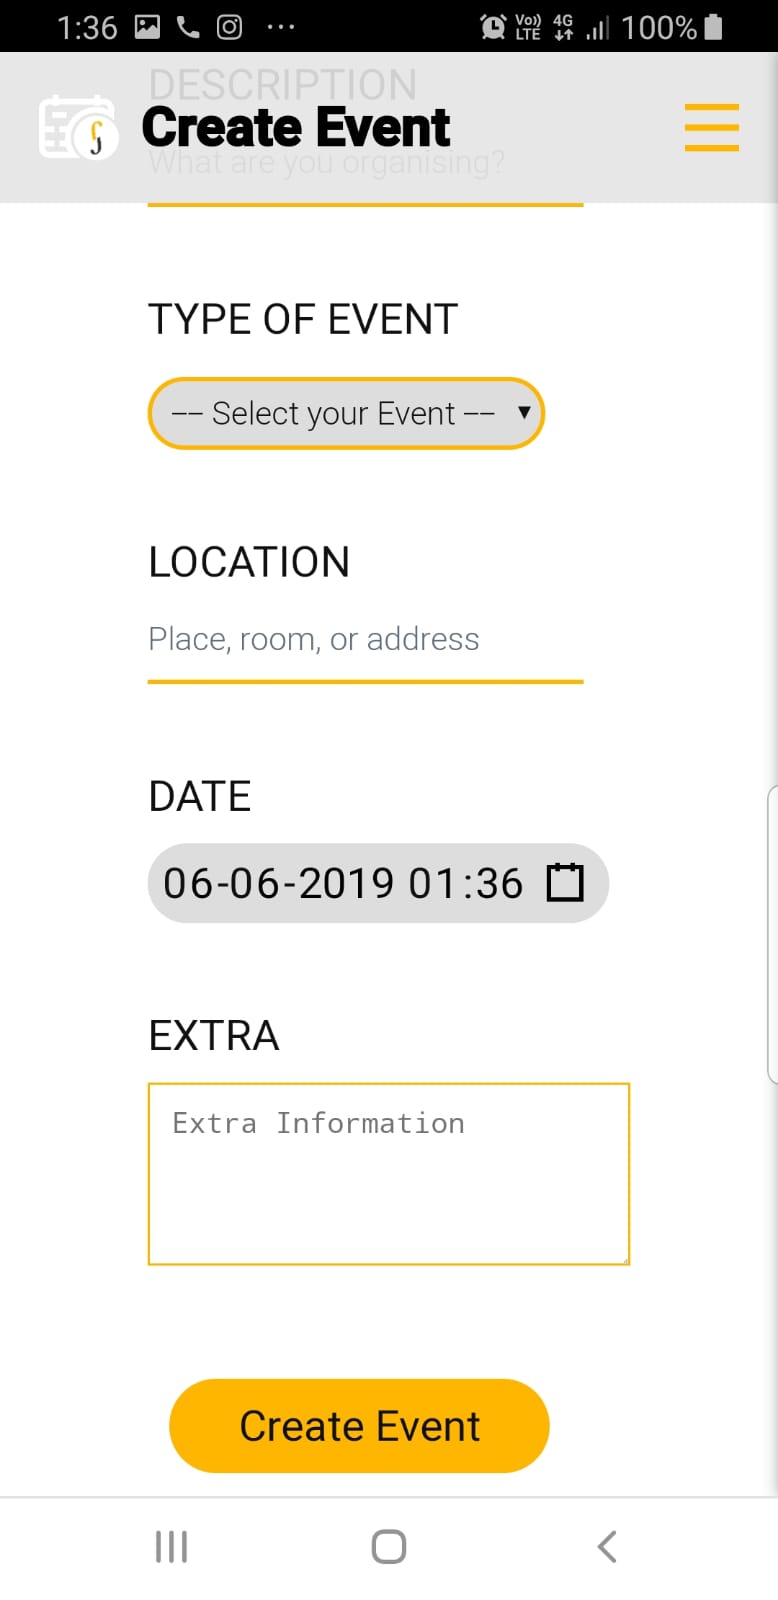 1:36 Vo)) LTE 4G 100%
DESCRIPTION
Create Event
What are you organising?
TYPE OF EVENT
-- Select your Event --
LOCATION
Place, room, or address
DATE
06-06-2019 01:36
EXTRA
Extra Information
Create Event